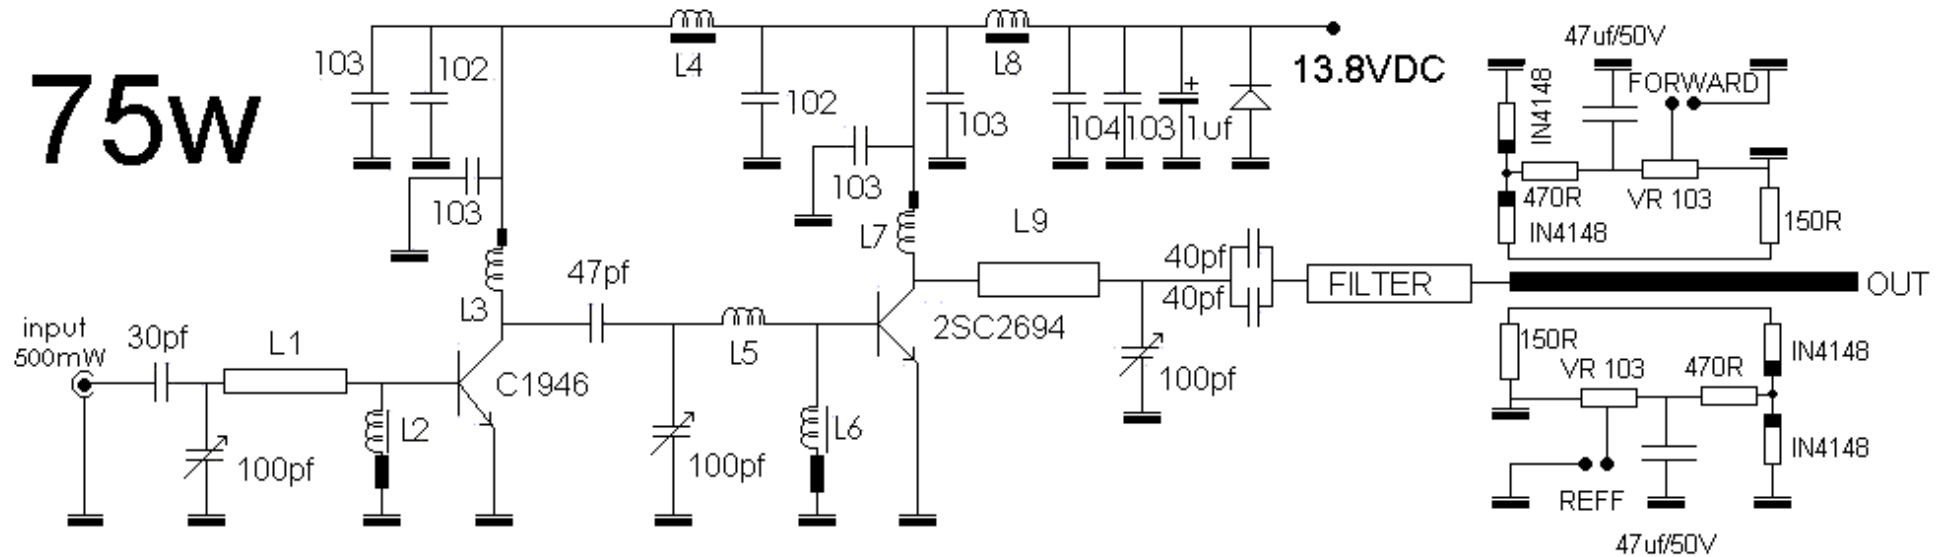 75w
103
102
103
L4
102
103
103
L8
104
103
1uf
+
13.8VDC
47uf/50V
IN4148
FORWARD
470R
VR 103
IN4148
150R
L3
47pf
L7
L9
40pf
40pf
FILTER
OUT
input
500mW
30pf
L1
L2
100pf
C1946
L5
100pf
L6
2SC2694
100pf
150R
VR 103
470R
IN4148
IN4148
REFF
47uf/50V